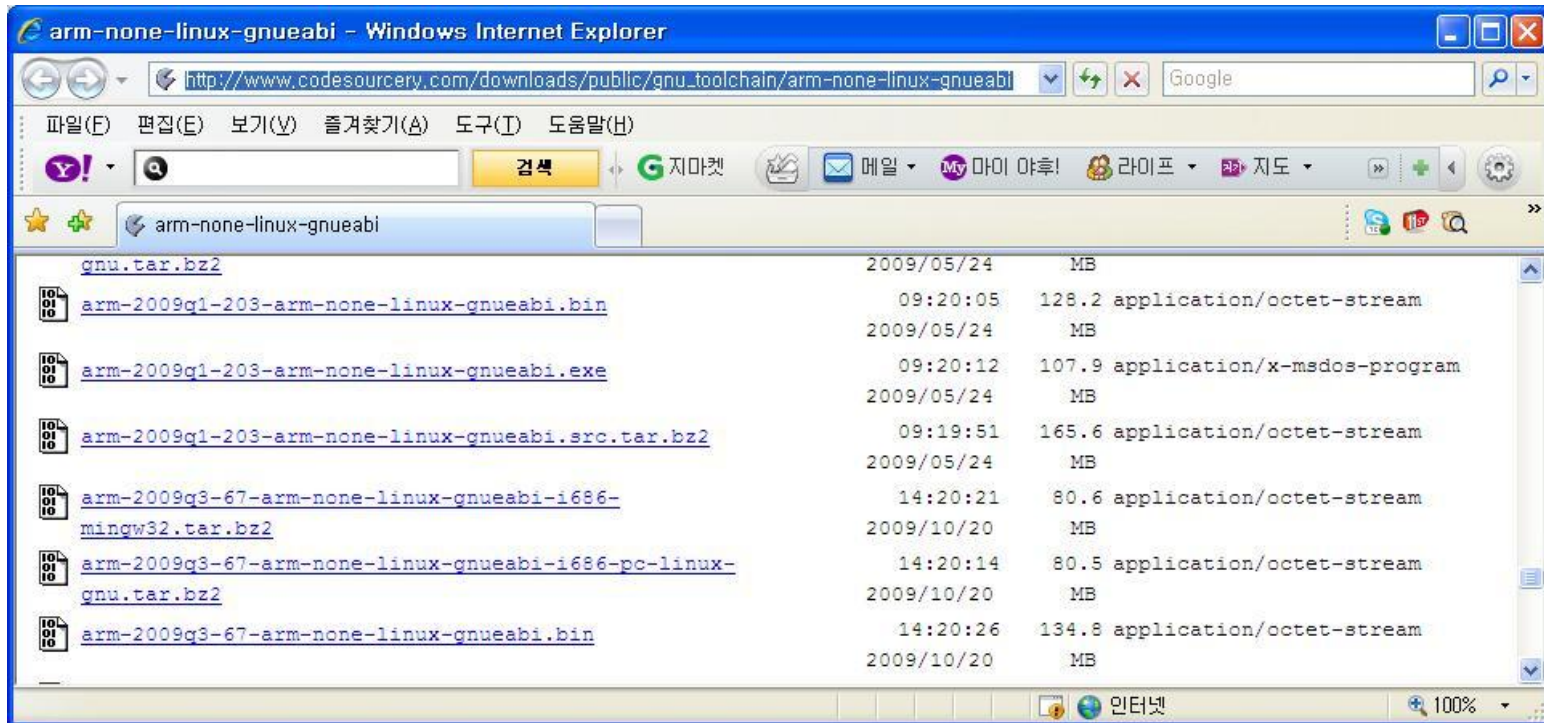 arm-none-linux-gnueabi - Windows Internet Explorer
http://www.codesourcery.com/downloads/public/gnu_toolchain/arm-none-linux-gnueabi
Google
파일(F) 편집(E) 보기(V) 즐겨찾기(A) 도구(T) 도움말(H)
Y! 검색 G 지마켓 메일 My 마이 야후! 라이프 지도 »
arm-none-linux-gnueabi »
gnu.tar.bz2 2009/05/24 MB
arm-2009q1-203-arm-none-linux-gnueabi.bin 09:20:05 128.2 application/octet-stream
2009/05/24 MB
arm-2009q1-203-arm-none-linux-gnueabi.exe 09:20:12 107.9 application/x-msdos-program
2009/05/24 MB
arm-2009q1-203-arm-none-linux-gnueabi.src.tar.bz2 09:19:51 165.6 application/octet-stream
2009/05/24 MB
arm-2009q3-67-arm-none-linux-gnueabi-i686- 14:20:21 80.6 application/octet-stream
mingw32.tar.bz2 2009/10/20 MB
arm-2009q3-67-arm-none-linux-gnueabi-i686-pc-linux- 14:20:14 80.5 application/octet-stream
gnu.tar.bz2 2009/10/20 MB
arm-2009q3-67-arm-none-linux-gnueabi.bin 14:20:26 134.8 application/octet-stream
2009/10/20 MB
인터넷 100%